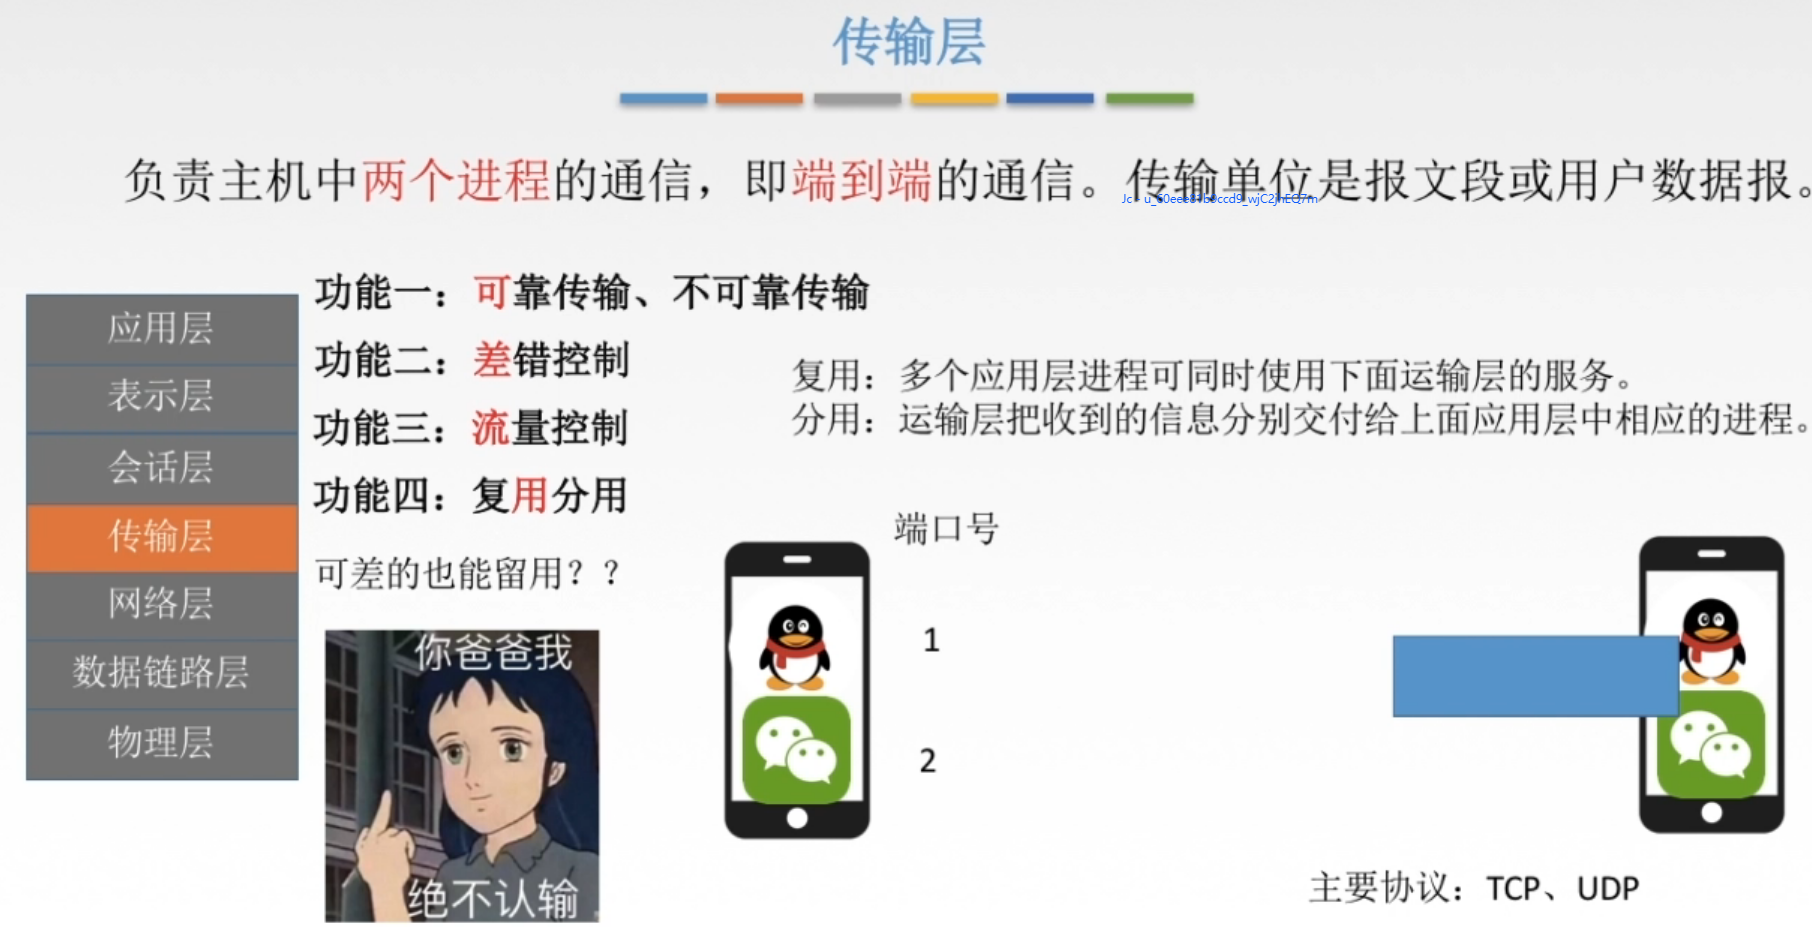 传输层
负责主机中两个进程的通信，即端到端的通信。传输单位是报文段或用户数据报。
应用层
表示层
会话层
传输层
网络层
数据链路层
物理层
功能一：可靠传输、不可靠传输
功能二：差错控制
功能三：流量控制
功能四：复用分用
可差的也能留用？？
你爸爸我
绝不认输
复用：多个应用层进程可同时使用下面运输层的服务。
分用：运输层把收到的信息分别交付给上面应用层中相应的进程。
端口号
1
2
主要协议：TCP、UDP